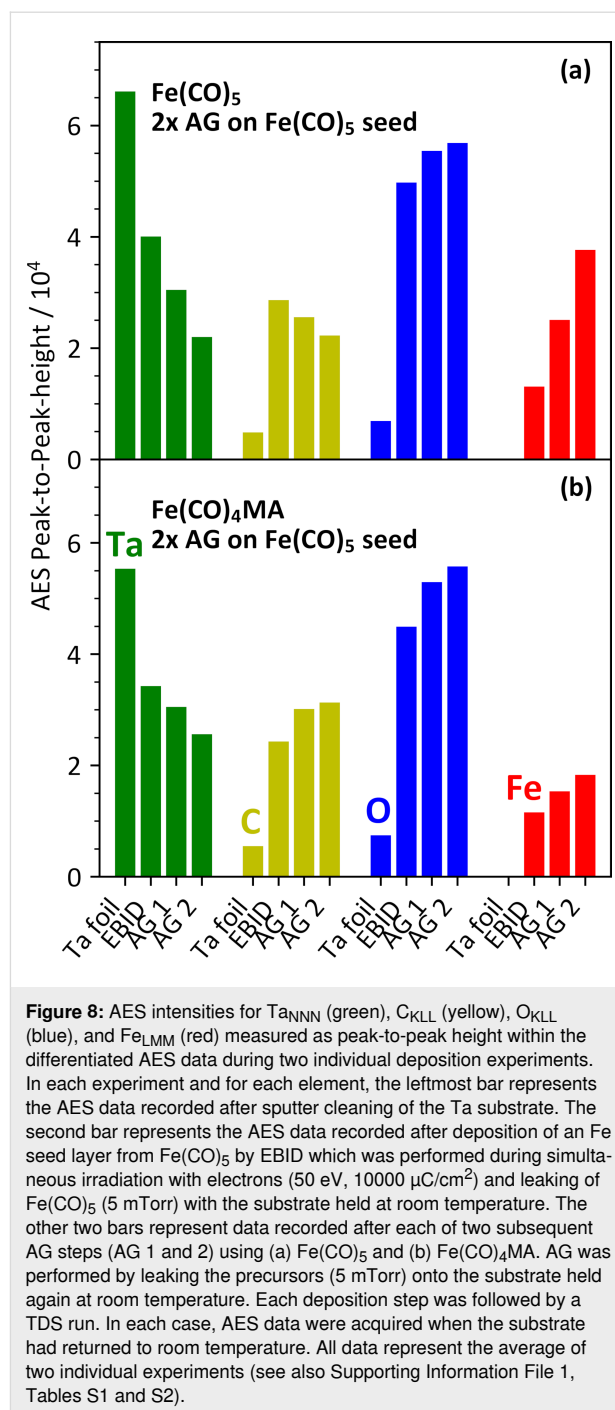 (a)
Fe(CO)5
2x AG on Fe(CO)5 seed
6
4
2
0
AES Peak-to-Peak-height / 10^4
(b)
Fe(CO)4MA
2x AG on Fe(CO)5 seed
Ta
C
O
Fe
6
4
2
0
Ta foil
EBID
AG 1
AG 2
Ta foil
EBID
AG 1
AG 2
Ta foil
EBID
AG 1
AG 2
Ta foil
EBID
AG 1
AG 2
Figure 8: AES intensities for TaNNN (green), CKLL (yellow), OKLL
(blue), and FeLMM (red) measured as peak-to-peak height within the
differentiated AES data during two individual deposition experiments.
In each experiment and for each element, the leftmost bar represents
the AES data recorded after sputter cleaning of the Ta substrate. The
second bar represents the AES data recorded after deposition of an Fe
seed layer from Fe(CO)5 by EBID which was performed during simulta-
neous irradiation with electrons (50 eV, 10000 µC/cm2) and leaking of
Fe(CO)5 (5 mTorr) with the substrate held at room temperature. The
other two bars represent data recorded after each of two subsequent
AG steps (AG 1 and 2) using (a) Fe(CO)5 and (b) Fe(CO)4MA. AG was
performed by leaking the precursors (5 mTorr) onto the substrate held
again at room temperature. Each deposition step was followed by a
TDS run. In each case, AES data were acquired when the substrate
had returned to room temperature. All data represent the average of
two individual experiments (see also Supporting Information File 1,
Tables S1 and S2).